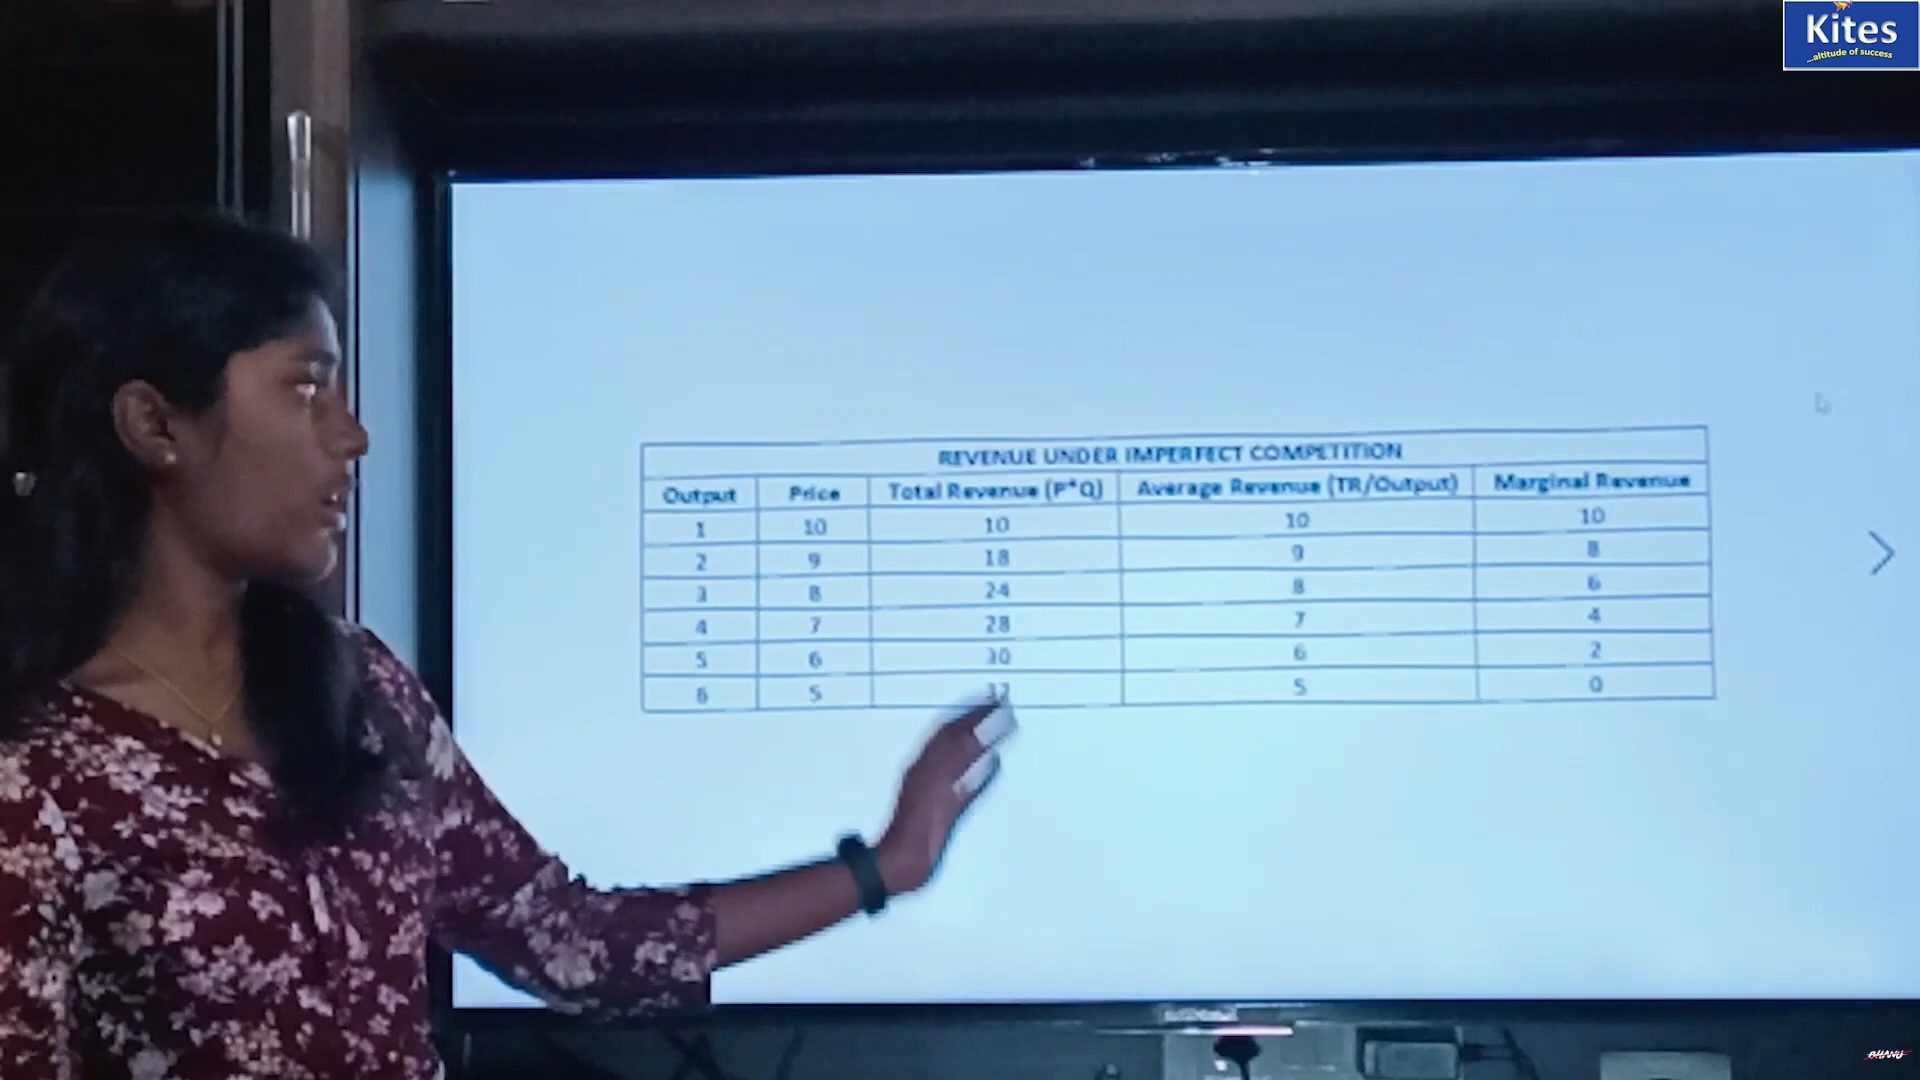 Kites
...altitude of success
REVENUE UNDER IMPERFECT COMPETITION
Output Price Total Revenue (P*Q) Average Revenue (TR/Output) Marginal Revenue
1 10 10 10 10
2 9 18 9 8
3 8 24 8 6
4 7 28 7 4
5 6 30 6 2
6 5 32 5 0
BHANU